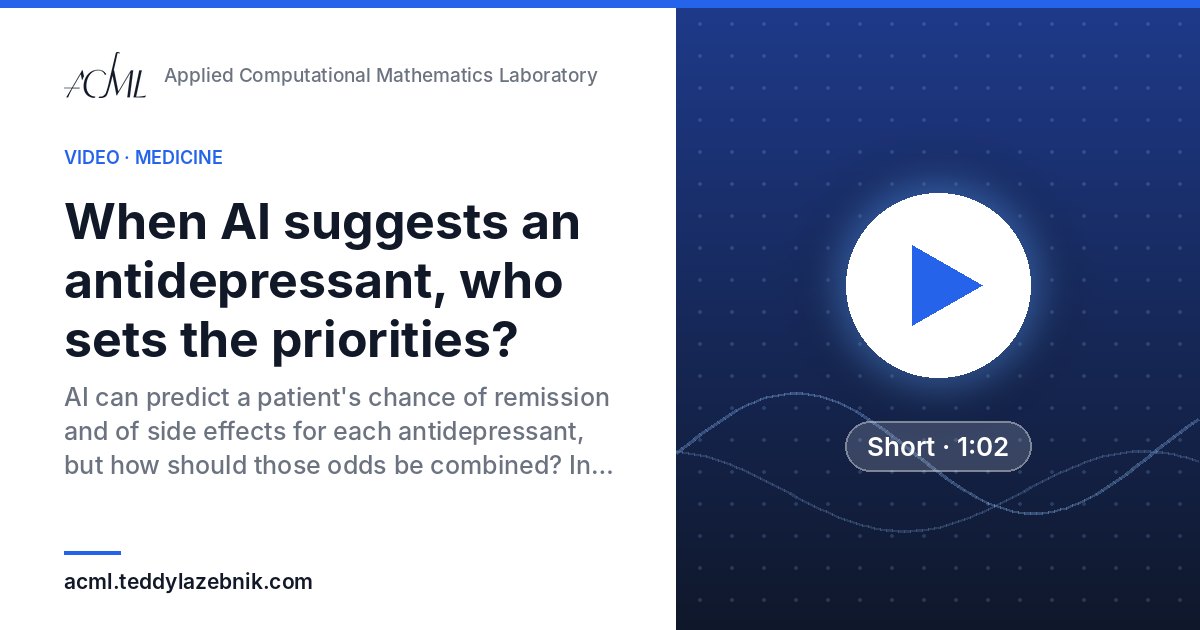 ACML
Applied Computational Mathematics Laboratory
VIDEO · MEDICINE
When AI suggests an
antidepressant, who
sets the priorities?
AI can predict a patient's chance of remission
and of side effects for each antidepressant,
but how should those odds be combined? In...
Short · 1:02
acml.teddylazebnik.com